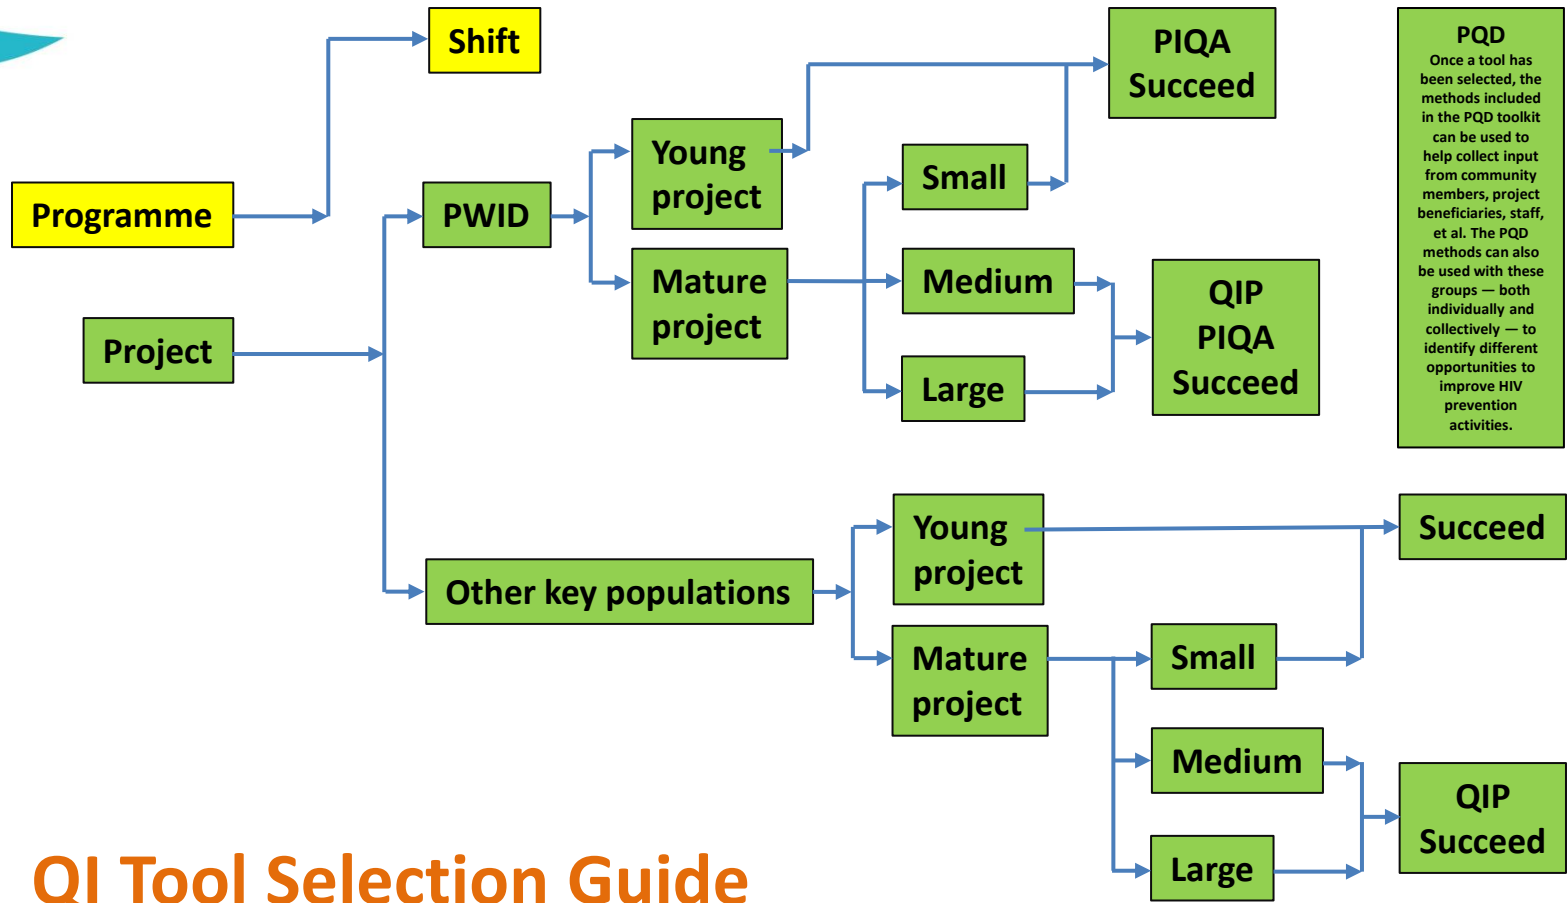 Shift
Programme
Project
PWID
Young
project
Mature
project
Small
Medium
Large
PIQA
Succeed
QIP
PIQA
Succeed
PQD
Once a tool has
been selected, the
methods included
in the PQD toolkit
can be used to
help collect input
from community
members, project
beneficiaries, staff,
et al. The PQD
methods can also
be used with these
groups — both
individually and
collectively — to
identify different
opportunities to
improve HIV
prevention
activities.
Other key populations
Young
project
Mature
project
Small
Medium
Large
Succeed
QIP
Succeed
QI Tool Selection Guide